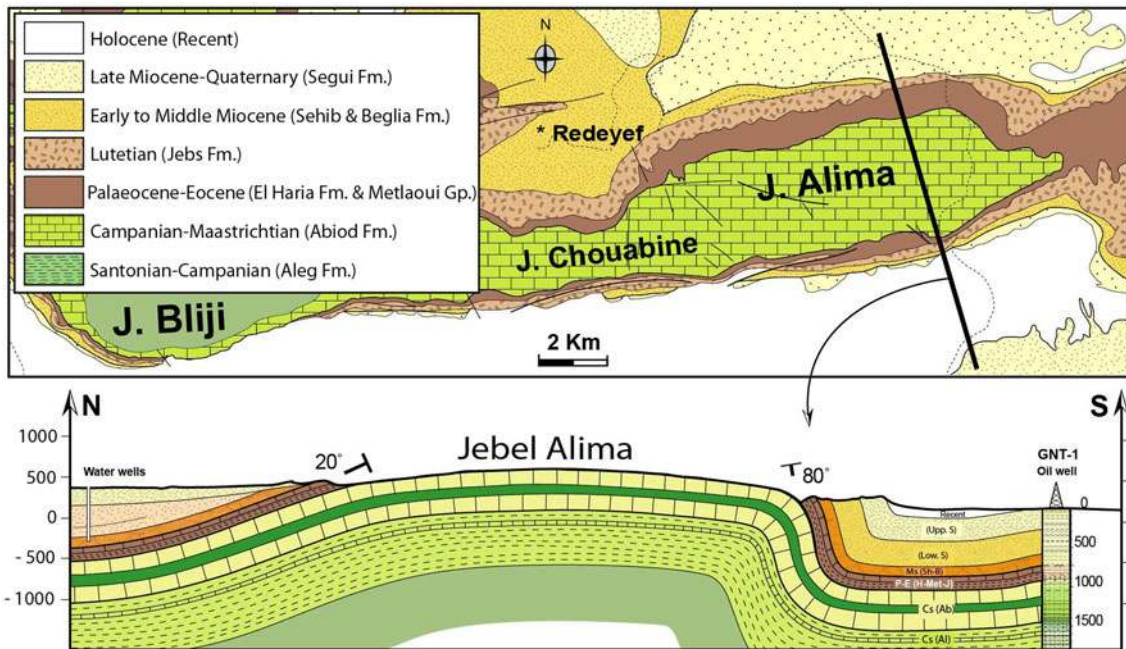 Holocene (Recent)
Late Miocene-Quaternary (Segui Fm.)
Early to Middle Miocene (Sehib & Beglia Fm.)
Lutetian (Jebs Fm.)
Palaeocene-Eocene (El Haria Fm. & Metlaoui Gp.)
Campanian-Maastrichtian (Abiod Fm.)
Santonian-Campanian (Aleg Fm.)
N
* Redeyef
J. Alima
J. Chouabine
J. Bliji
2 Km
N
S
Jebel Alima
1000
500
0
- 500
- 1000
Water wells
20°
80°
GNT-1
Oil well
0
500
1000
1500
Recent
(Upp. S)
(Low. S)
Ms (Sh-B)
P-E (H-Met-J)
Cs (Ab)
Cs (Al)